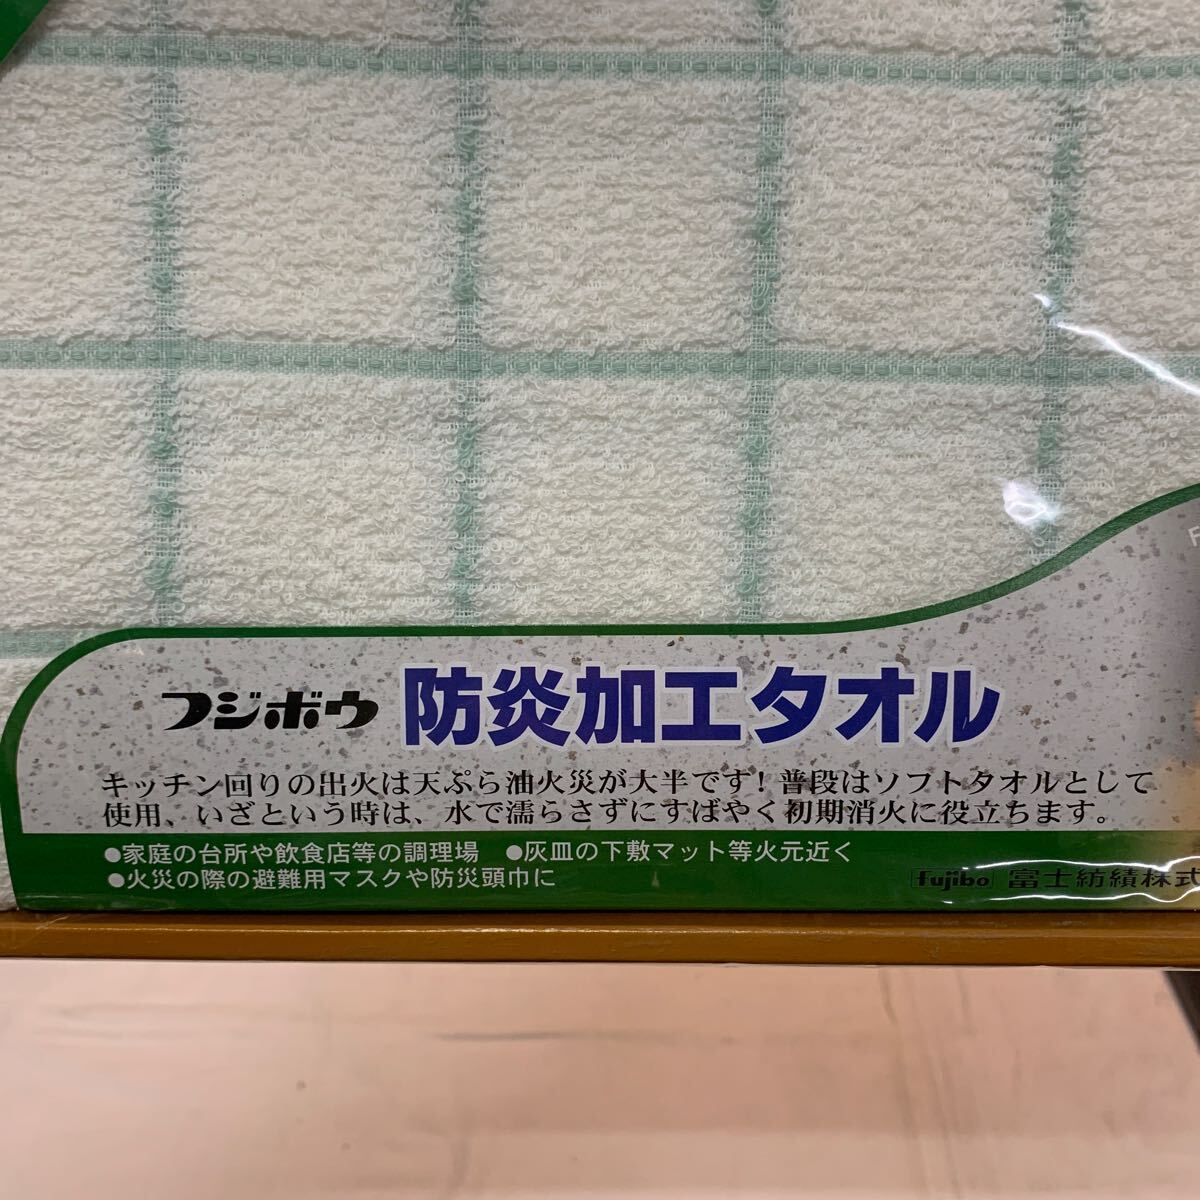 フジボウ 防炎加工タオル
キッチン回りの出火は天ぷら油火災が大半です！普段はソフトタオルとして
使用、いざという時は、水で濡らさずにすばやく初期消火に役立ちます。
●家庭の台所や飲食店等の調理場 ●灰皿の下敷マット等火元近く
●火災の際の避難用マスクや防災頭巾に
Fujibo 富士紡績株式